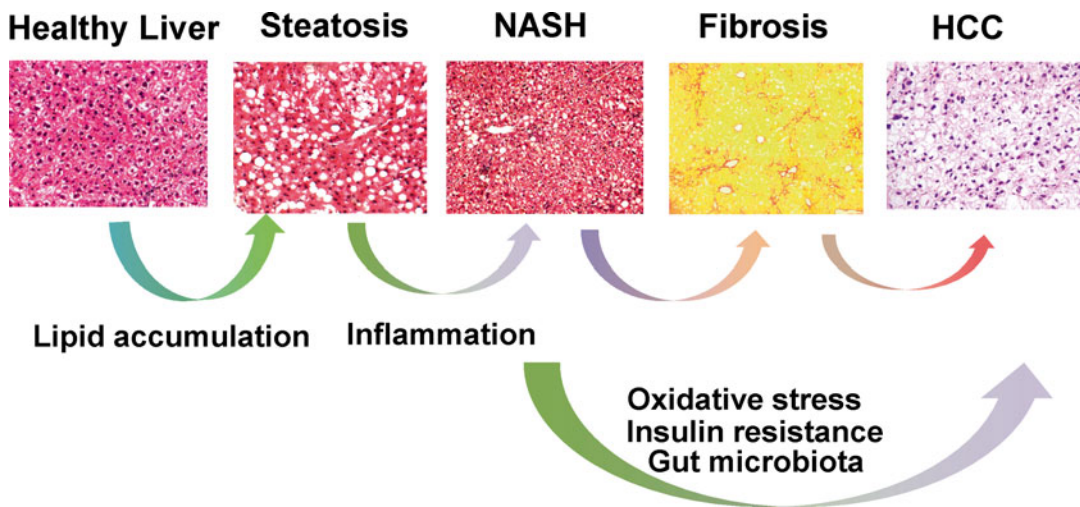 Healthy Liver
Steatosis
NASH
Fibrosis
HCC
Lipid accumulation
Inflammation
Oxidative stress
Insulin resistance
Gut microbiota